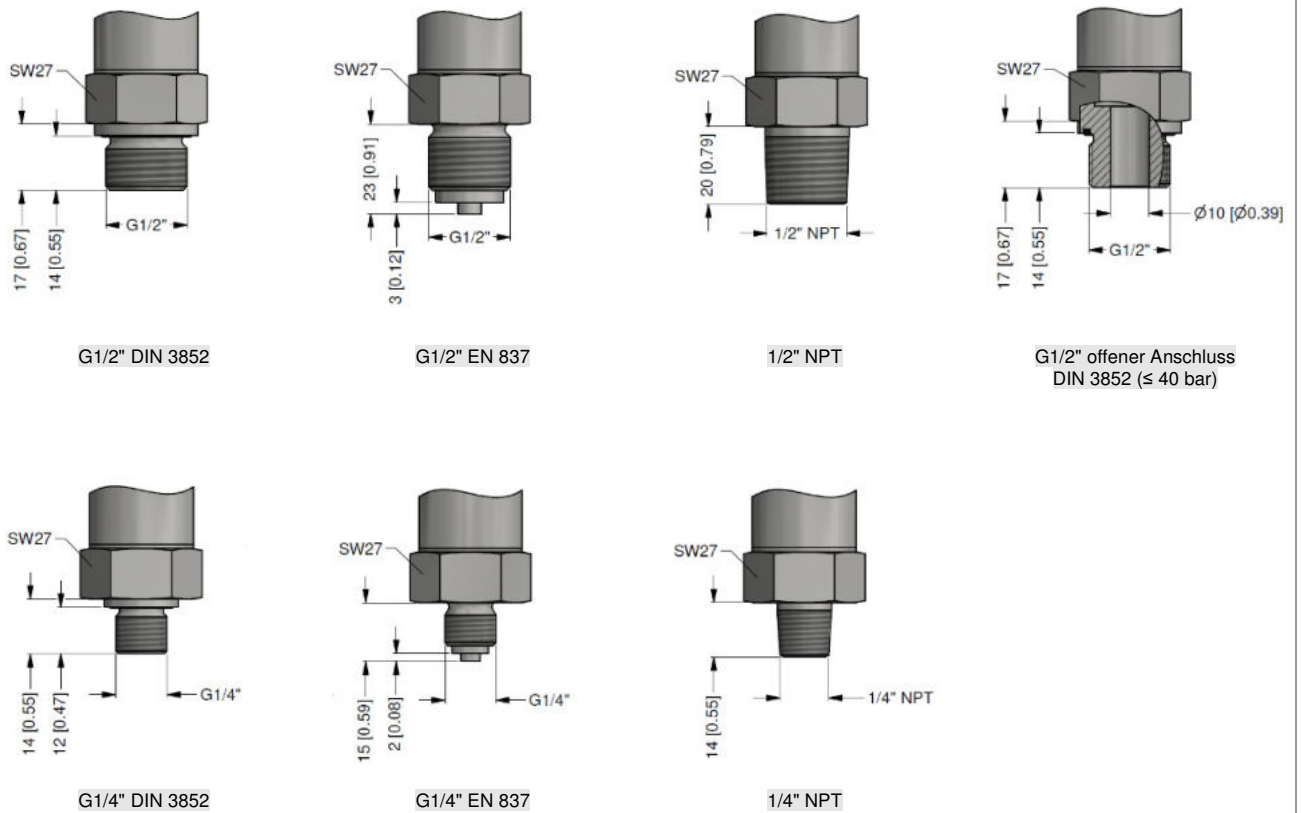 SW27
17 [0.67]
14 [0.55]
G1/2"
G1/2" DIN 3852
SW27
23 [0.91]
3 [0.12]
G1/2"
G1/2" EN 837
SW27
20 [0.79]
1/2" NPT
1/2" NPT
SW27
17 [0.67]
14 [0.55]
Ø10 [Ø0.39]
G1/2"
G1/2" offener Anschluss
DIN 3852 (≤ 40 bar)
SW27
14 [0.55]
12 [0.47]
G1/4"
G1/4" DIN 3852
SW27
15 [0.59]
2 [0.08]
G1/4"
G1/4" EN 837
SW27
14 [0.55]
1/4" NPT
1/4" NPT